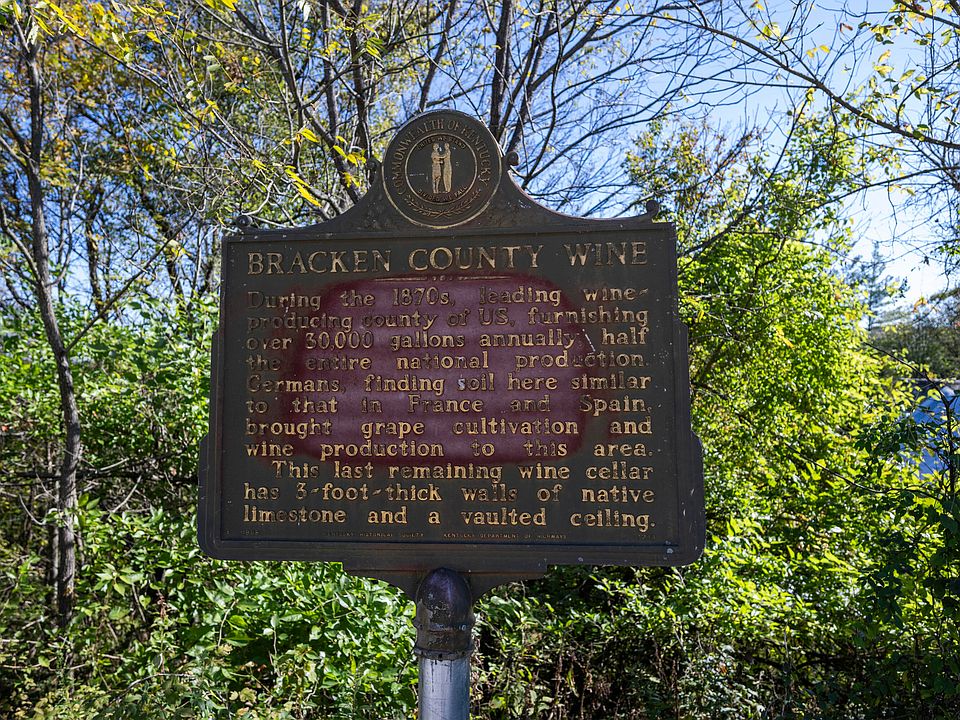 COMMONWEALTH OF KENTUCKY
BRACKEN COUNTY WINE
During the 1870s, leading wine-
producing county of US, furnishing
over 30,000 gallons annually; half
the entire national production.
Germans, finding soil here similar
to that in France and Spain,
brought grape cultivation and
wine production to this area.
This last remaining wine cellar
has 3-foot-thick walls of native
limestone and a vaulted ceiling.
KENTUCKY HISTORICAL SOCIETY KENTUCKY DEPARTMENT OF HIGHWAYS